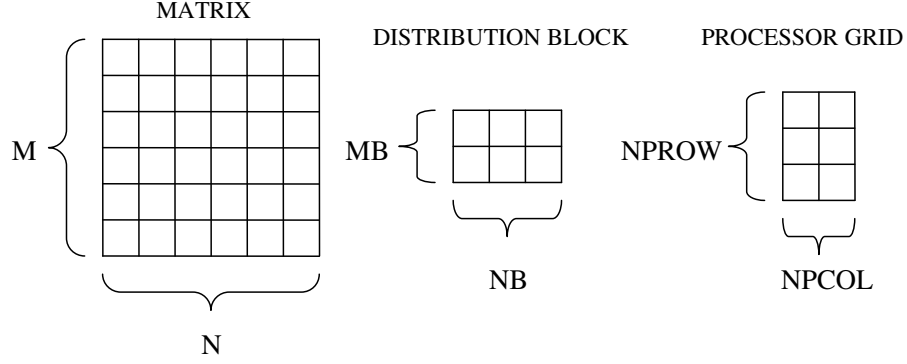 MATRIX
DISTRIBUTION BLOCK
PROCESSOR GRID
M
MB
NPROW
NB
NPCOL
N